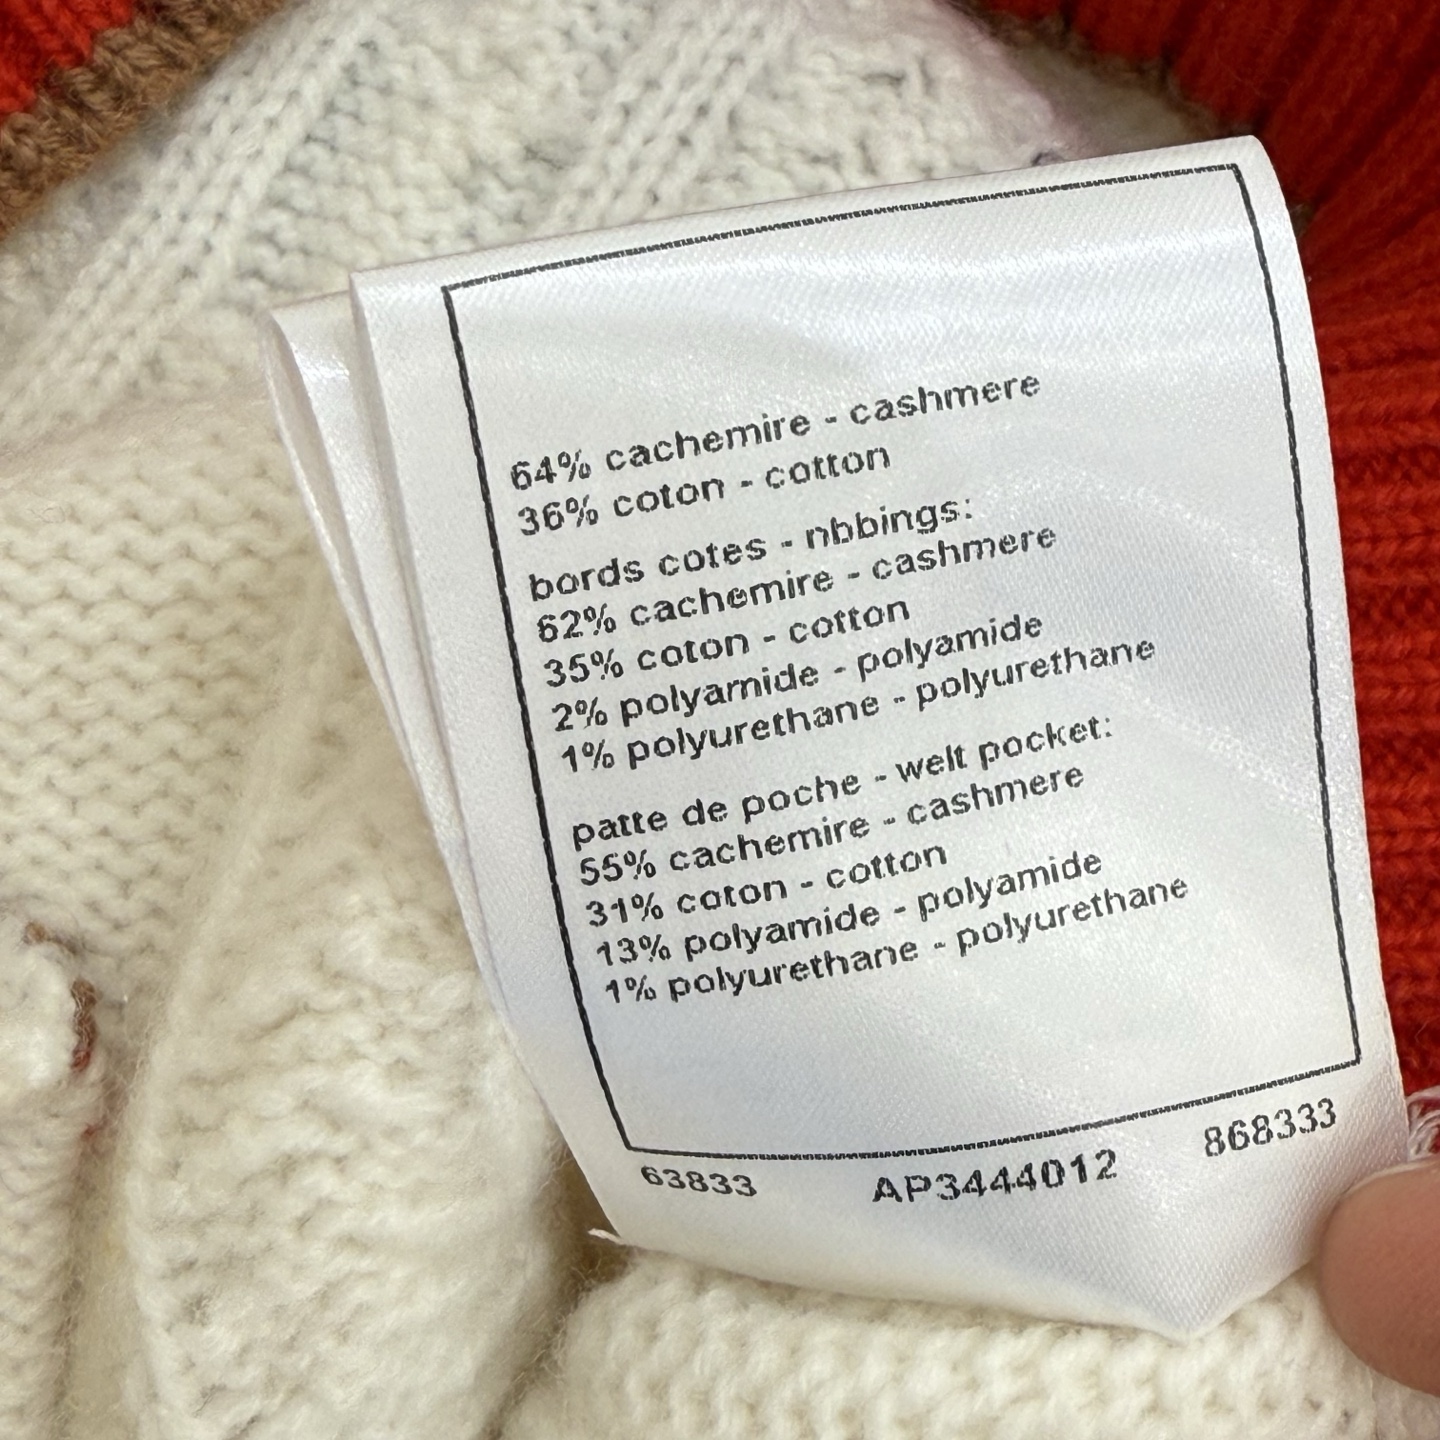 64% cachemire - cashmere
36% coton - cotton
bords cotes - ribbings:
62% cachemire - cashmere
35% coton - cotton
2% polyamide - polyamide
1% polyurethane - polyurethane
patte de poche - welt pocket:
55% cachemire - cashmere
31% coton - cotton
13% polyamide - polyamide
1% polyurethane - polyurethane
63833 AP3444012 868333